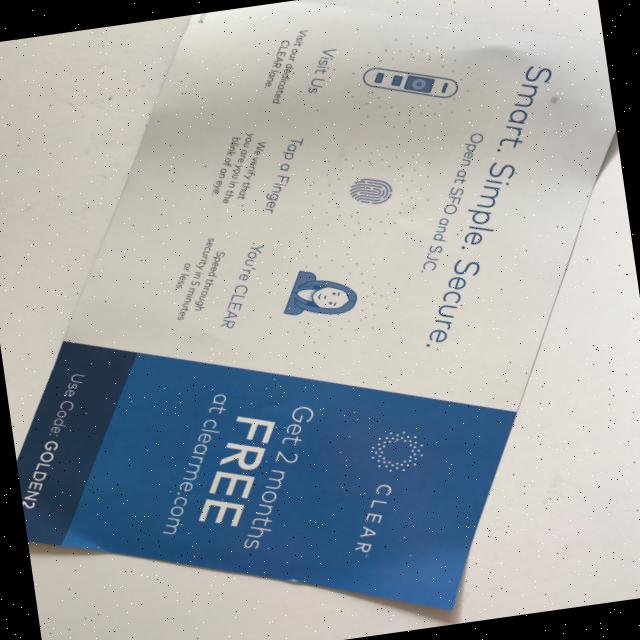 Smart. Simple. Secure.
Open at SFO and SJC.
Visit Us
Visit our dedicated
CLEAR lane.
Tap a Finger
We verify that
you are you in the
blink of an eye.
You're CLEAR
Speed through
security in 5 minutes
or less.
CLEAR
Get 2 months
FREE
at clearme.com
Use Code: GOLDEN2